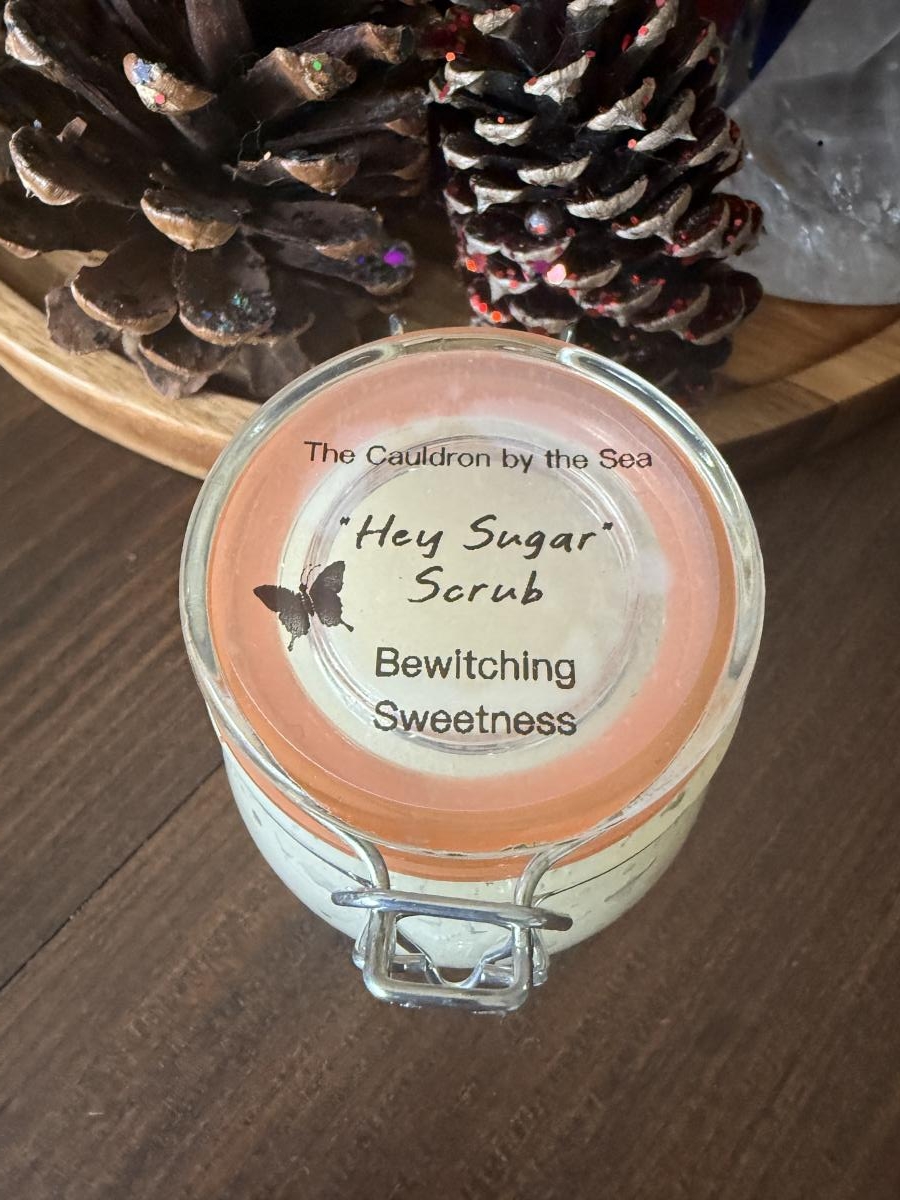 The Cauldron by the Sea
"Hey Sugar"
Scrub
Bewitching
Sweetness